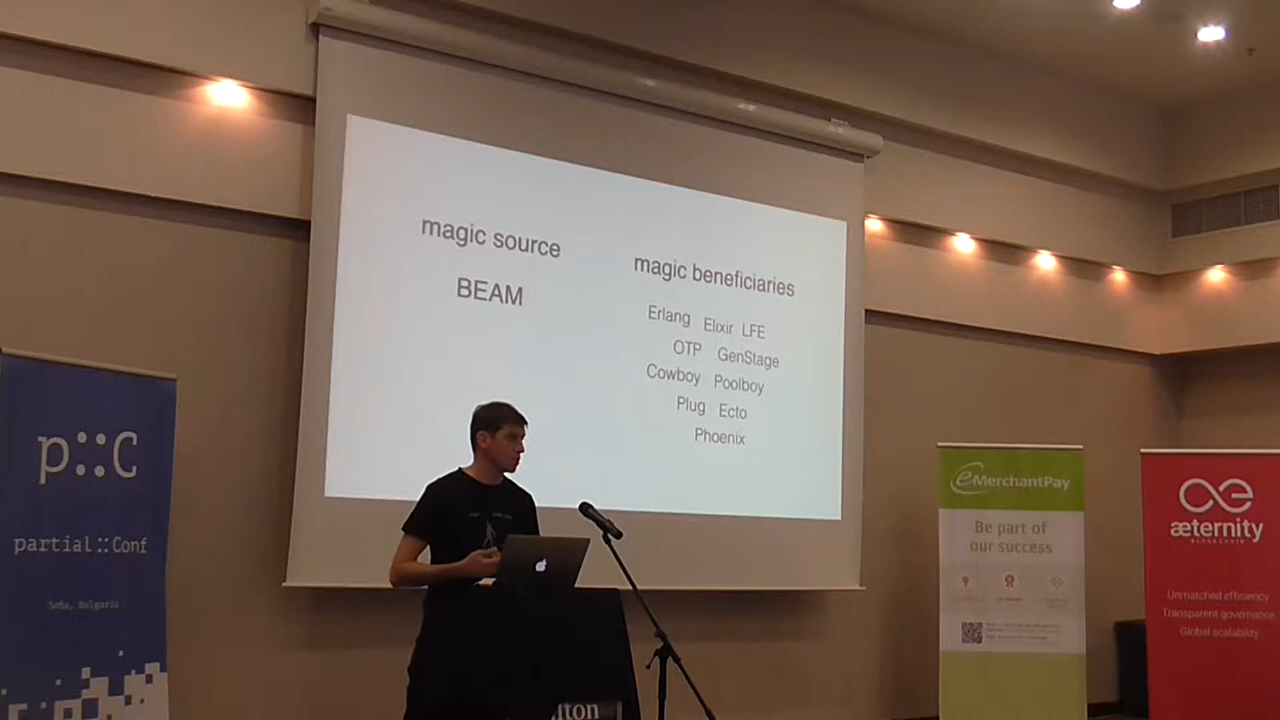 magic source
BEAM
magic beneficiaries
Erlang Elixir LFE
OTP GenStage
Cowboy Poolboy
Plug Ecto
Phoenix
p::C
partial::Conf
Sofia, Bulgaria
eMerchantPay
Be part of
our success
æternity
BLOCKCHAIN
Unmatched efficiency
Transparent governance
Global scalability